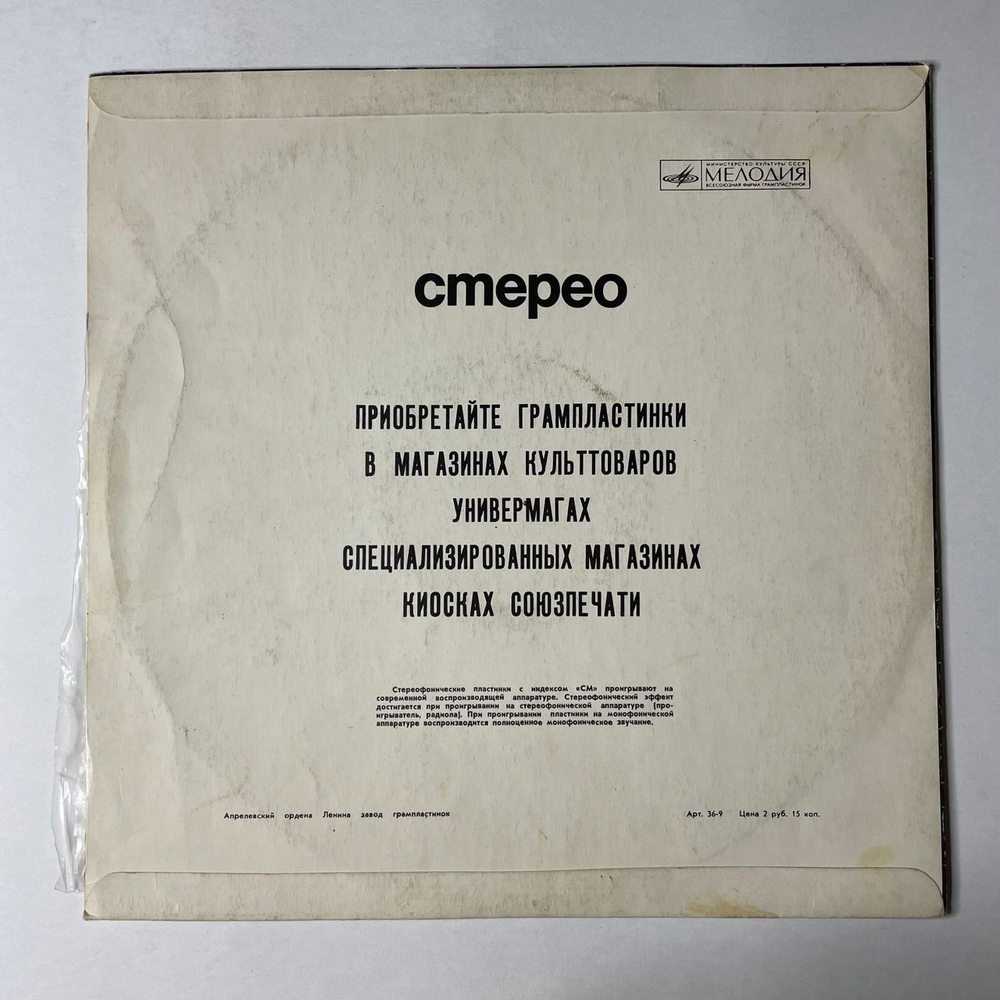 МИНИСТЕРСТВО КУЛЬТУРЫ СССР
МЕЛОДИЯ
ВСЕСОЮЗНАЯ ФИРМА ГРАМПЛАСТИНОК
стерео
ПРИОБРЕТАЙТЕ ГРАМПЛАСТИНКИ
В МАГАЗИНАХ КУЛЬТТОВАРОВ
УНИВЕРМАГАХ
СПЕЦИАЛИЗИРОВАННЫХ МАГАЗИНАХ
КИОСКАХ СОЮЗПЕЧАТИ
Стереофонические пластинки с индексом «СМ» проигрывают на
современной воспроизводящей аппаратуре. Стереофонический эффект
достигается при проигрывании на стереофонической аппаратуре (про-
игрыватель, радиола). При проигрывании пластинки на монофонической
аппаратуре воспроизводится полноценное монофоническое звучание.
Апрелевский ордена Ленина завод грампластинок
Арт. 36-9 Цена 2 руб. 15 коп.